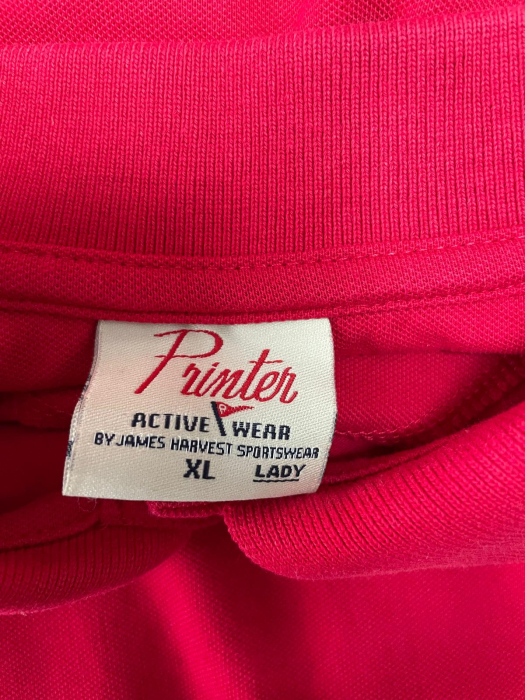 Printer
ACTIVE WEAR
BY JAMES HARVEST SPORTSWEAR
XL LADY